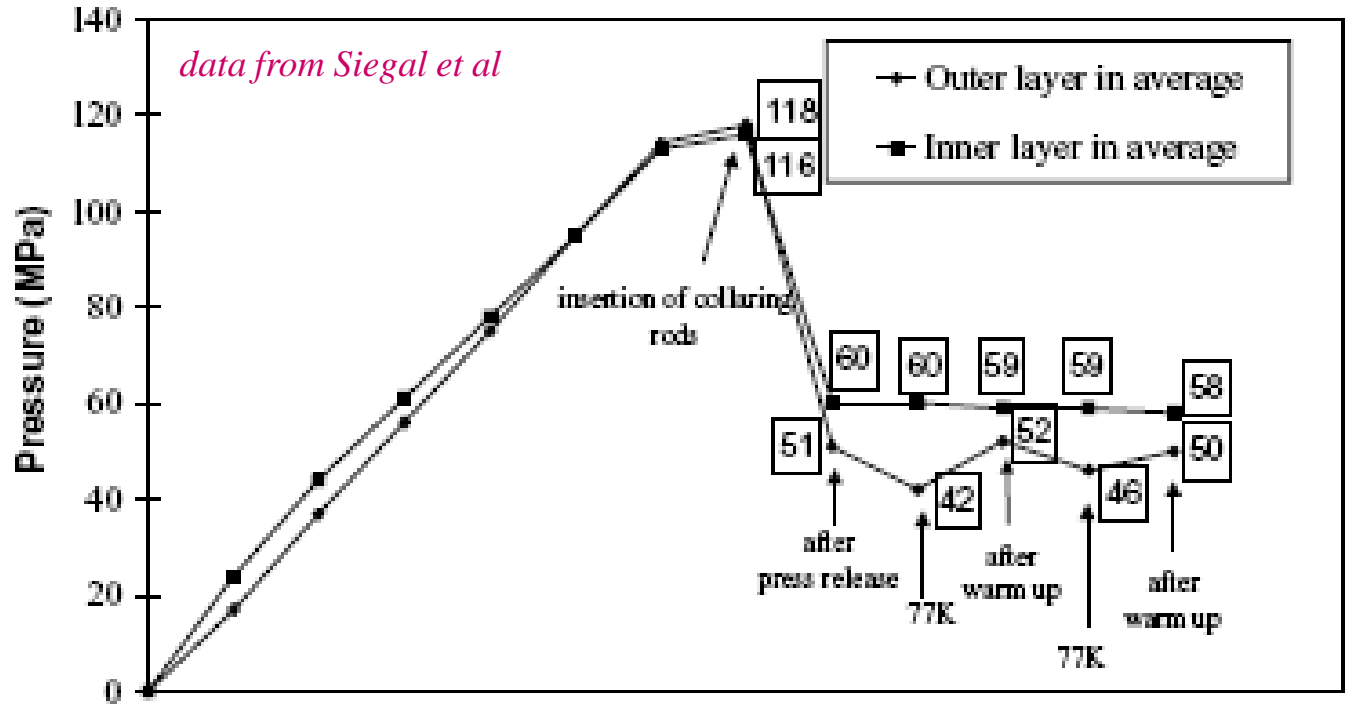 140
data from Siegal et al
Outer layer in average
Inner layer in average
120
118
116
100
Pressure (MPa)
80
insertion of collaring
rods
60
60
59
59
58
60
51
52
50
42
46
40
after
press release
after
warm up
after
warm up
20
77K
77K
0